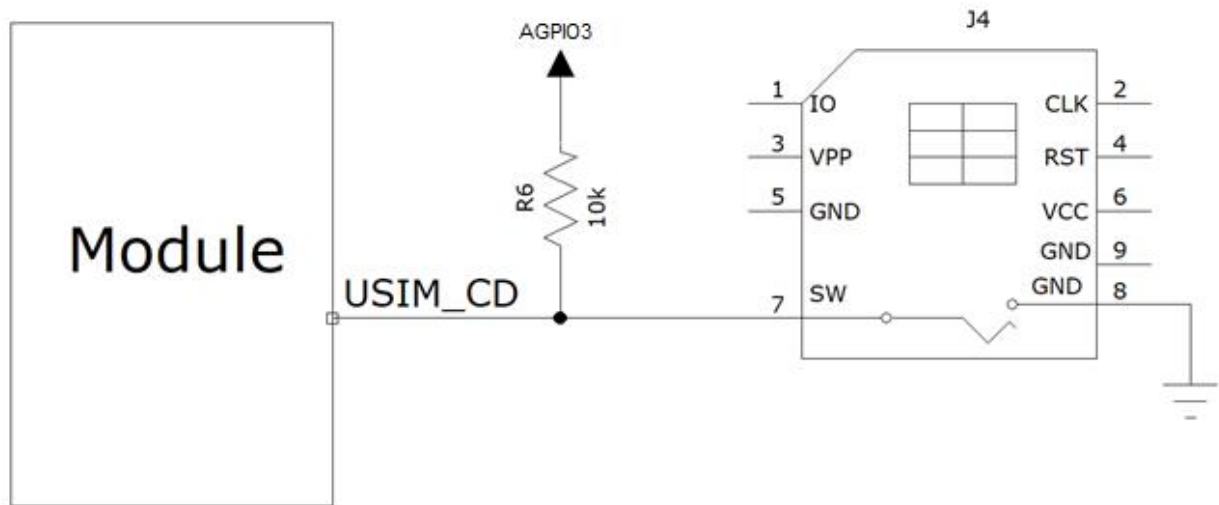 AGPIO3
J4
1
IO
CLK
2
3
VPP
RST
4
R6
10k
5
GND
VCC
6
Module
GND
9
USIM_CD
7
SW
GND
8